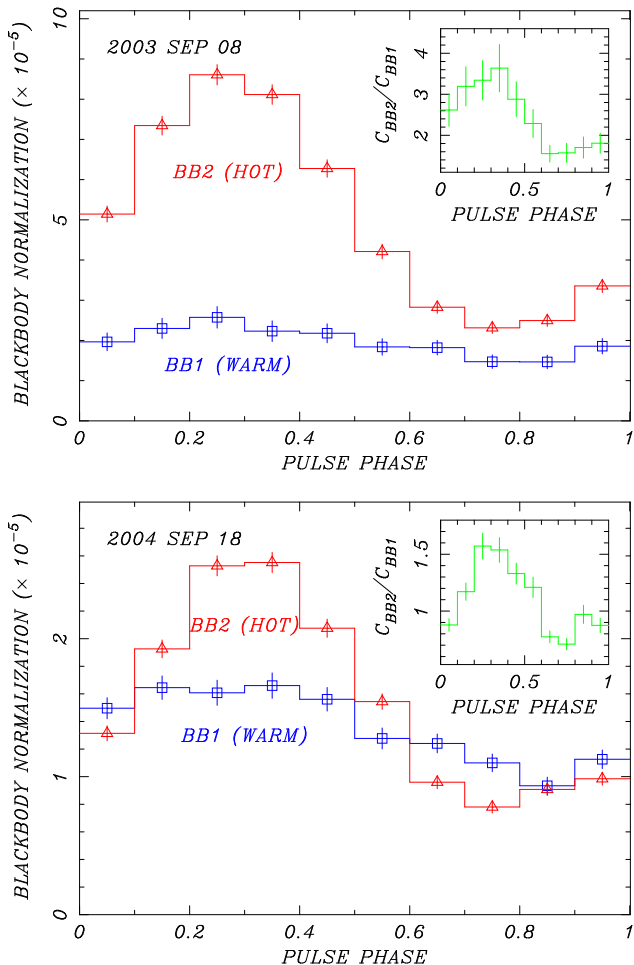 2003 SEP 08
BB2 (HOT)
BB1 (WARM)
BLACKBODY NORMALIZATION (× 10⁻⁵)
10
5
0
0 0.2 0.4 0.6 0.8 1
PULSE PHASE
C_BB2/C_BB1
4
3
2
0 0.5 1
PULSE PHASE
2004 SEP 18
BB2 (HOT)
BB1 (WARM)
BLACKBODY NORMALIZATION (× 10⁻⁵)
2
1
0
0 0.2 0.4 0.6 0.8 1
PULSE PHASE
C_BB2/C_BB1
1.5
1
0 0.5 1
PULSE PHASE